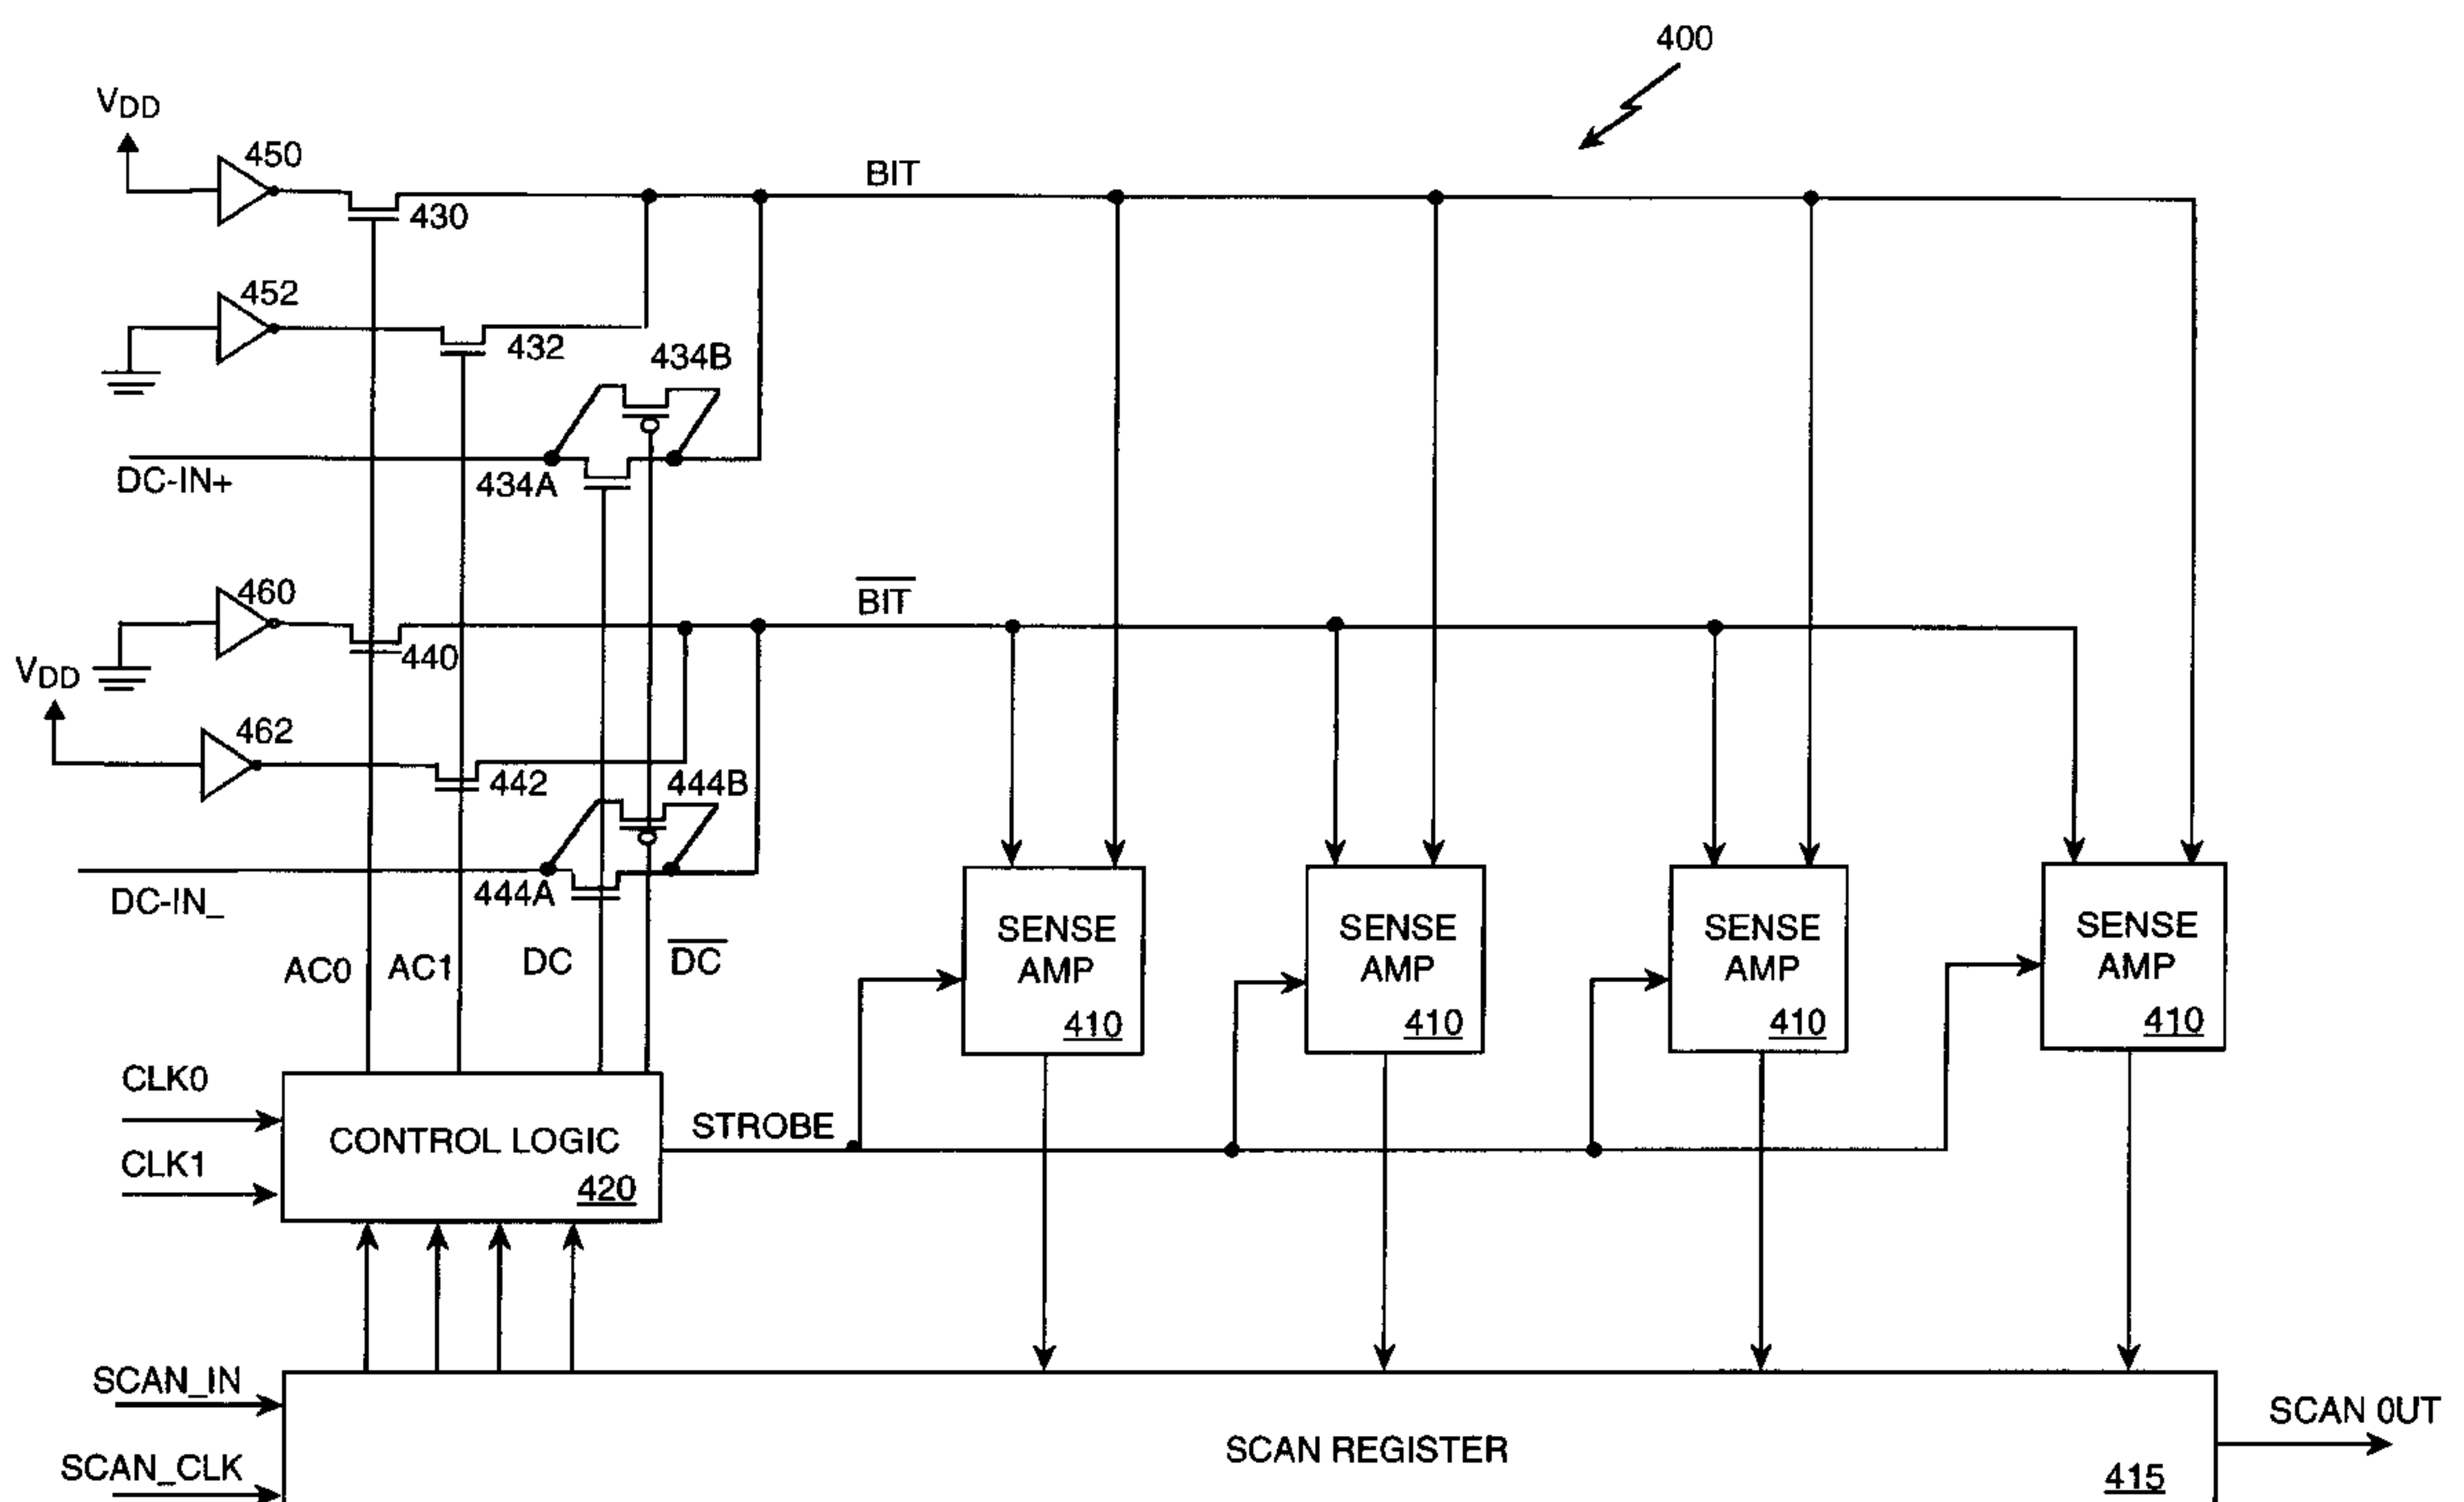 400
VDD
450
BIT
430
452
432
434B
DC-IN+
434A
460
BIT
440
VDD
462
442
444B
444A
DC-IN_
AC0
AC1
DC
DC
SENSE
AMP
410
SENSE
AMP
410
SENSE
AMP
410
SENSE
AMP
410
CLK0
CLK1
CONTROL LOGIC
420
STROBE
SCAN_IN
SCAN_CLK
SCAN REGISTER
415
SCAN 0UT